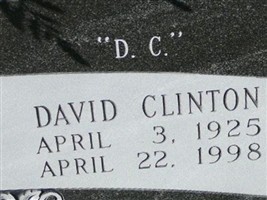 "D. C."
DAVID CLINTON
APRIL 3, 1925
APRIL 22, 1998